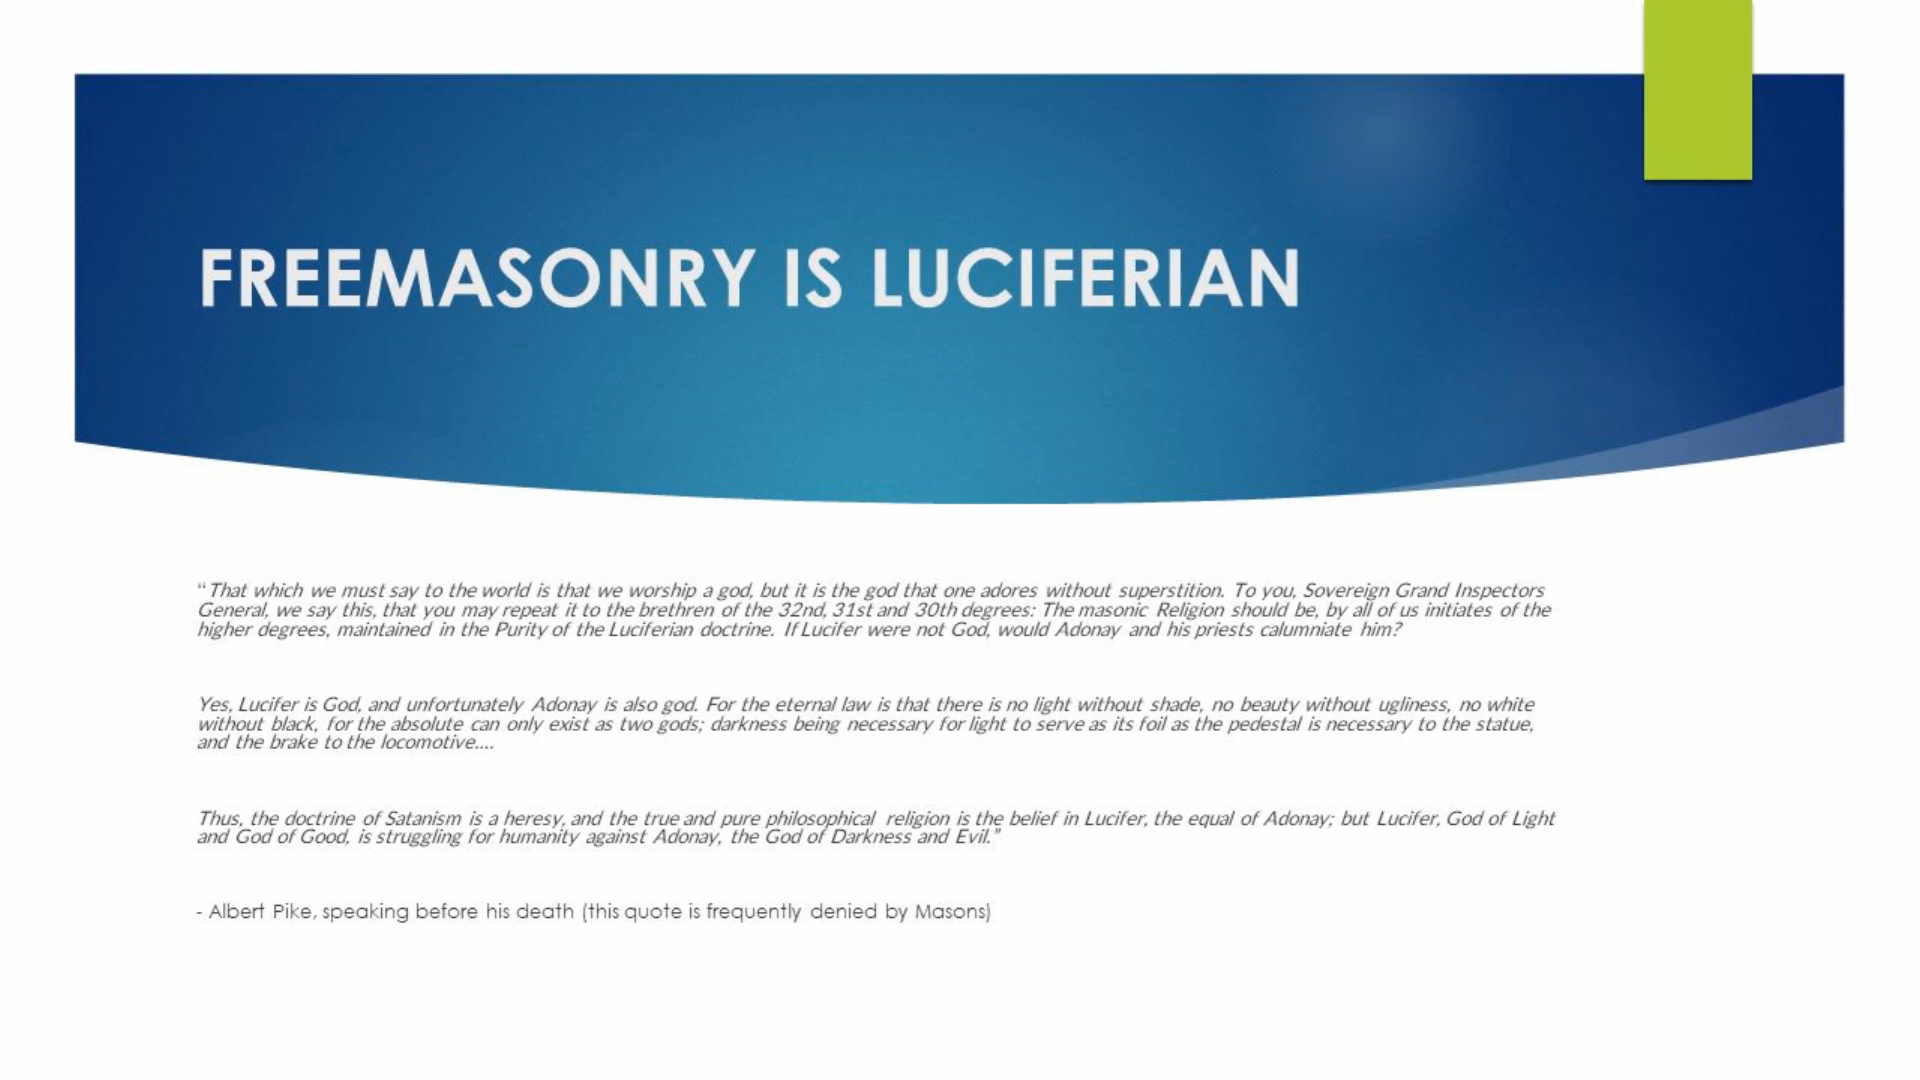 FREEMASONRY IS LUCIFERIAN
“That which we must say to the world is that we worship a god, but it is the god that one adores without superstition. To you, Sovereign Grand Inspectors
General, we say this, that you may repeat it to the brethren of the 32nd, 31st and 30th degrees: The masonic Religion should be, by all of us initiates of the
higher degrees, maintained in the Purity of the Luciferian doctrine. If Lucifer were not God, would Adonay and his priests calumniate him?
Yes, Lucifer is God, and unfortunately Adonay is also god. For the eternal law is that there is no light without shade, no beauty without ugliness, no white
without black, for the absolute can only exist as two gods; darkness being necessary for light to serve as its foil as the pedestal is necessary to the statue,
and the brake to the locomotive....
Thus, the doctrine of Satanism is a heresy, and the true and pure philosophical religion is the belief in Lucifer, the equal of Adonay; but Lucifer, God of Light
and God of Good, is struggling for humanity against Adonay, the God of Darkness and Evil.”
- Albert Pike, speaking before his death (this quote is frequently denied by Masons)